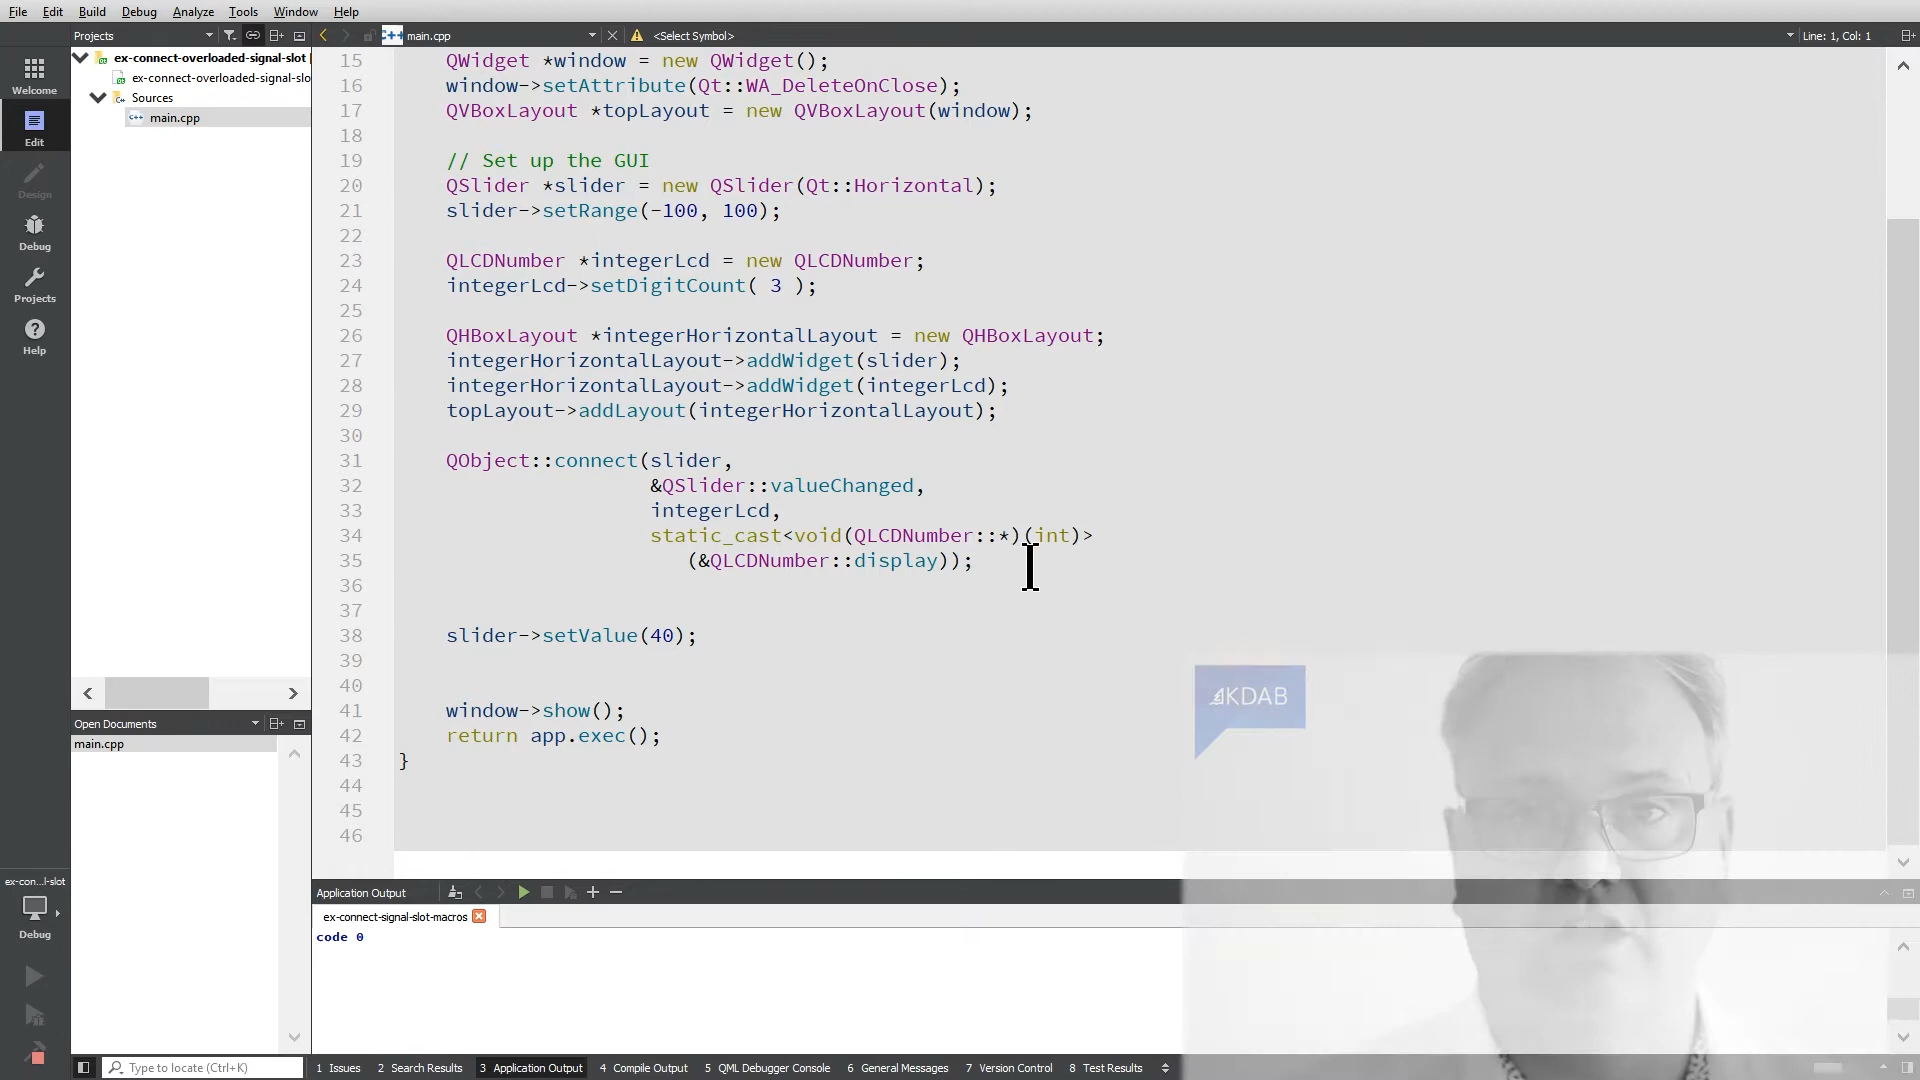 File Edit Build Debug Analyze Tools Window Help
Projects
main.cpp
<Select Symbol>
Line: 1, Col: 1
ex-connect-overloaded-signal-slot
ex-connect-overloaded-signal-slo
Sources
main.cpp
Welcome
Edit
Design
Debug
Projects
Help
15 QWidget *window = new QWidget();
16 window->setAttribute(Qt::WA_DeleteOnClose);
17 QVBoxLayout *topLayout = new QVBoxLayout(window);
18
19 // Set up the GUI
20 QSlider *slider = new QSlider(Qt::Horizontal);
21 slider->setRange(-100, 100);
22
23 QLCDNumber *integerLcd = new QLCDNumber;
24 integerLcd->setDigitCount( 3 );
25
26 QHBoxLayout *integerHorizontalLayout = new QHBoxLayout;
27 integerHorizontalLayout->addWidget(slider);
28 integerHorizontalLayout->addWidget(integerLcd);
29 topLayout->addLayout(integerHorizontalLayout);
30
31 QObject::connect(slider,
32 &QSlider::valueChanged,
33 integerLcd,
34 static_cast<void(QLCDNumber::*)(int)>
35 (&QLCDNumber::display));
36
37
38 slider->setValue(40);
39
40
41 window->show();
42 return app.exec();
43 }
44
45
46
KDAB
Open Documents
main.cpp
ex-con...l-slot
Debug
Application Output
ex-connect-signal-slot-macros
code 0
Type to locate (Ctrl+K)
1 Issues 2 Search Results 3 Application Output 4 Compile Output 5 QML Debugger Console 6 General Messages 7 Version Control 8 Test Results